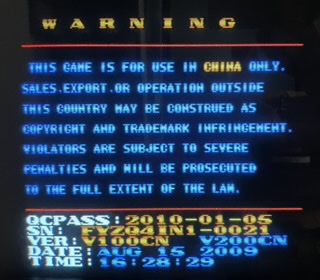 WARNING
THIS GAME IS FOR USE IN CHINA ONLY.
SALES.EXPORT.OR OPERATION OUTSIDE
THIS COUNTRY MAY BE CONSTRUED AS
COPYRIGHT AND TRADEMARK INFRINGEMENT.
VIOLATORS ARE SUBJECT TO SEVERE
PENALTIES AND WILL BE PROSECUTED
TO THE FULL EXTENT OF THE LAW.
QCPASS:2010-01-05
SN: FYZQ4IN1-0021
VER:V100CN V200CN
DATE:AUG 15 2009
TIME:16:28:29